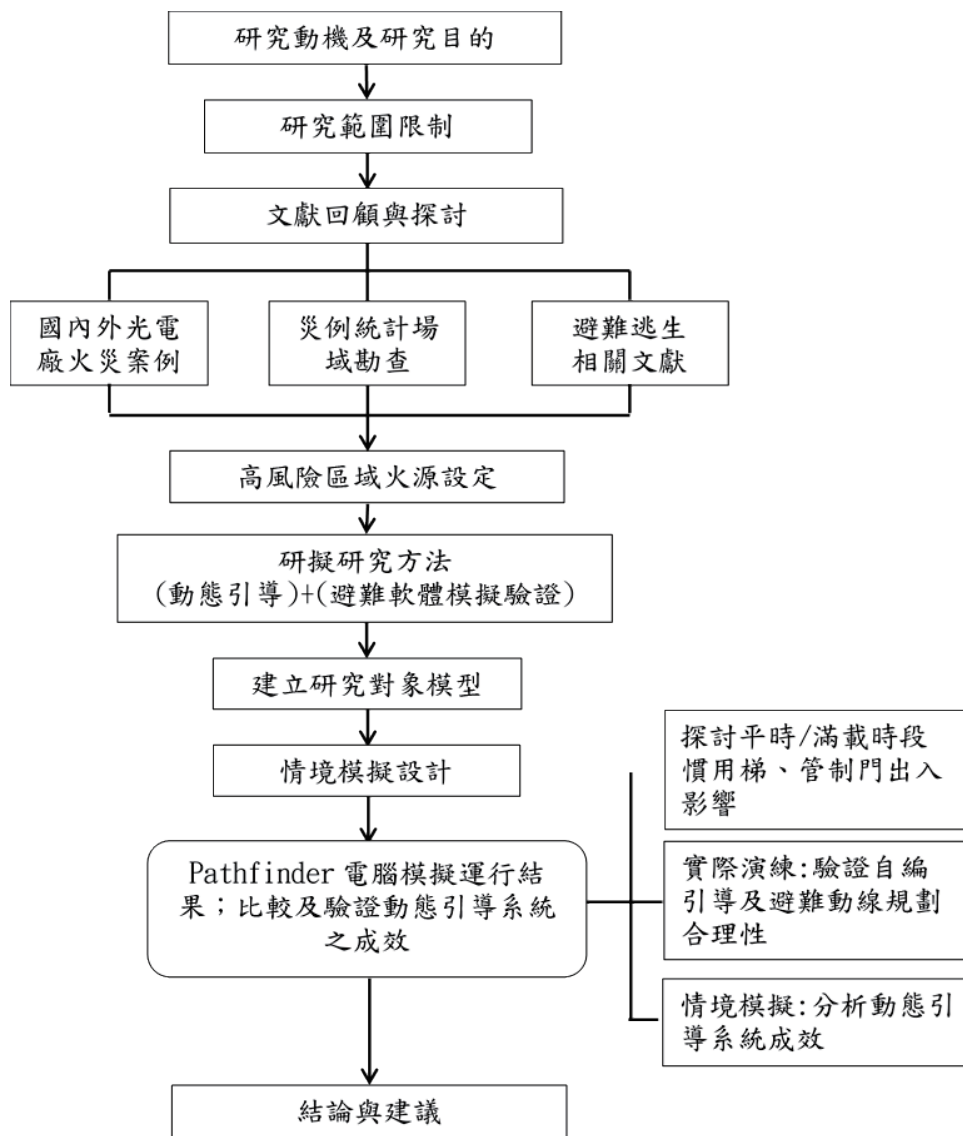 研究動機及研究目的
研究範圍限制
文獻回顧與探討
國內外光電
廠火災案例
災例統計場
域勘查
避難逃生
相關文獻
高風險區域火源設定
研擬研究方法
(動態引導)+(避難軟體模擬驗證)
建立研究對象模型
情境模擬設計
Pathfinder 電腦模擬運行結
果；比較及驗證動態引導系統
之成效
探討平時/滿載時段
慣用梯、管制門出入
影響
實際演練:驗證自編
引導及避難動線規劃
合理性
情境模擬:分析動態引
導系統成效
結論與建議